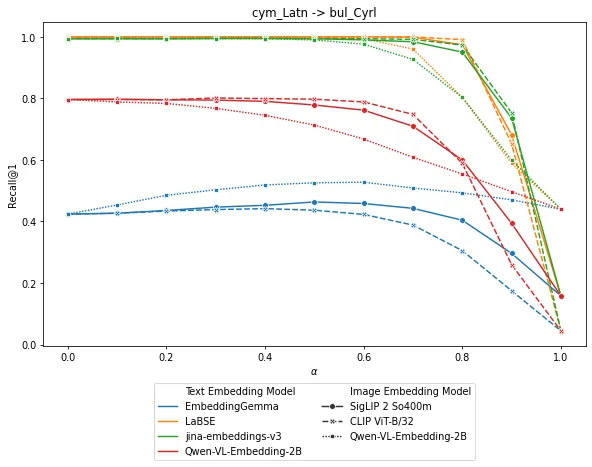 cym_Latn -> bul_Cyrl
Recall@1
1.0
0.8
0.6
0.4
0.2
0.0
0.0 0.2 0.4 0.6 0.8 1.0
α
Text Embedding Model
EmbeddingGemma
LaBSE
jina-embeddings-v3
Qwen-VL-Embedding-2B
Image Embedding Model
SigLIP 2 So400m
CLIP ViT-B/32
Qwen-VL-Embedding-2B